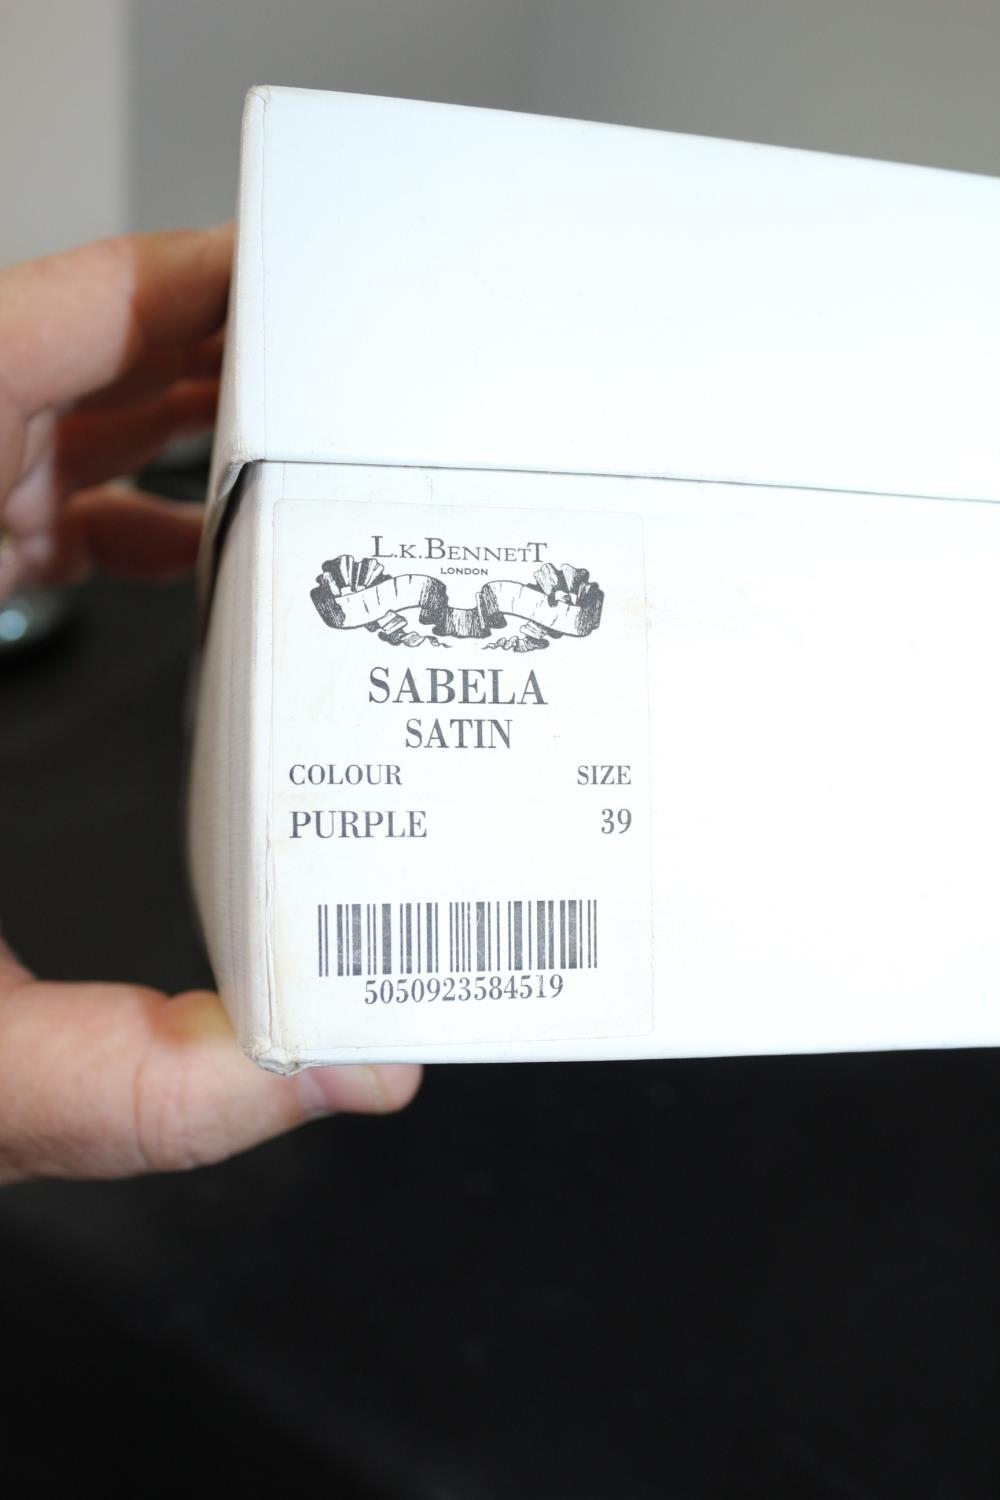 L.K.BENNETT
LONDON
SABELA
SATIN
COLOUR SIZE
PURPLE 39
5050923584519